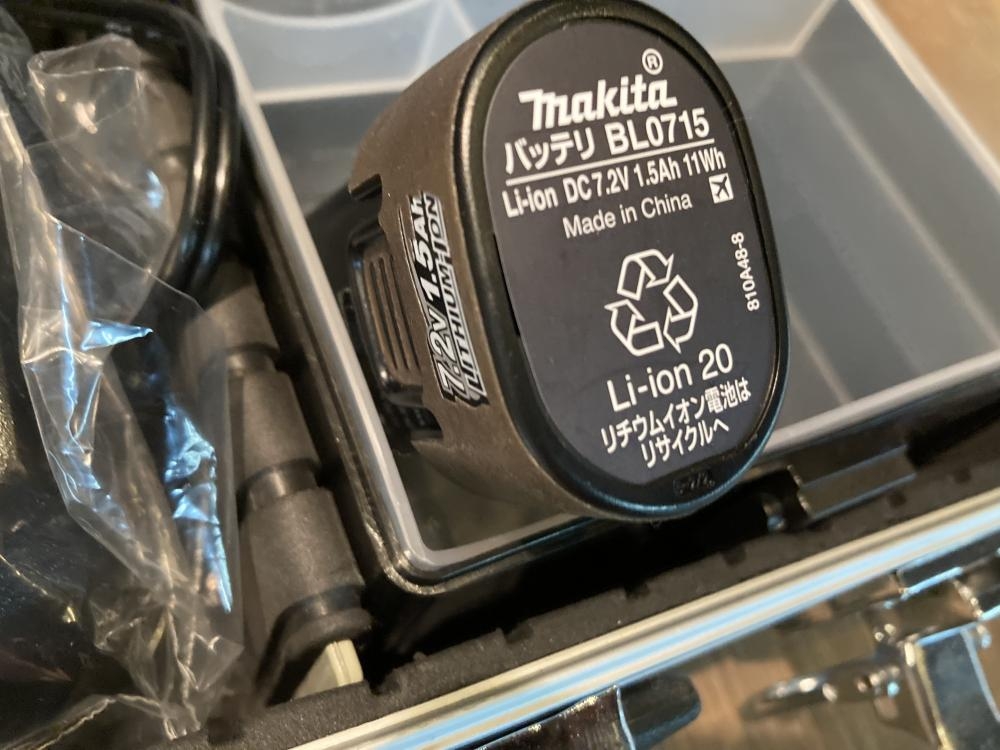 makita®
バッテリ BL0715
Li-ion DC7.2V 1.5Ah 11Wh
Made in China
810A48-8
Li-ion 20
リチウムイオン電池は
リサイクルへ
7.2V 1.5Ah
LITHIUM-ION